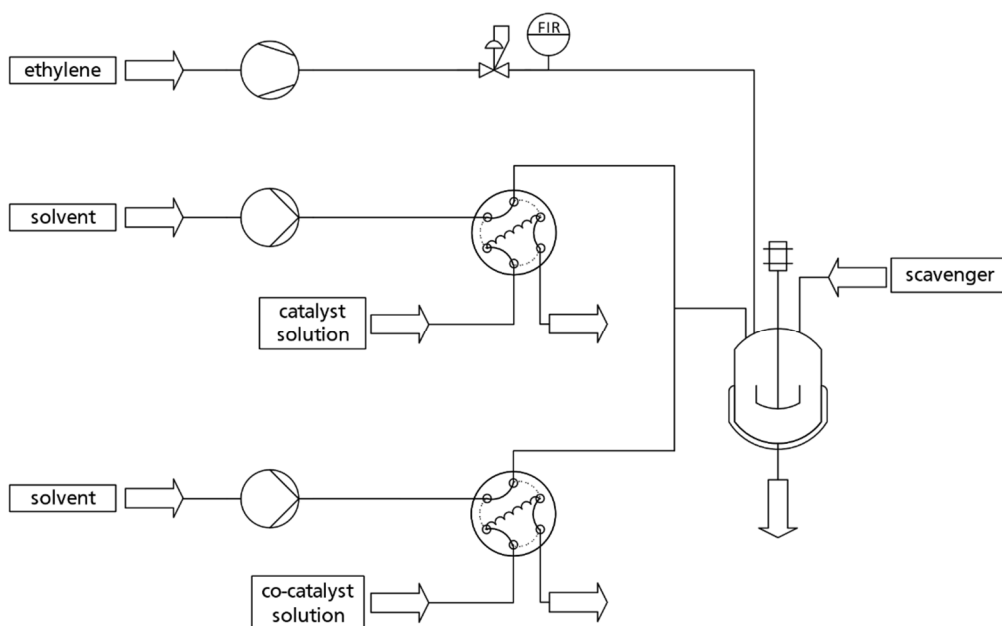 FIR
ethylene
solvent
scavenger
catalyst
solution
solvent
co-catalyst
solution